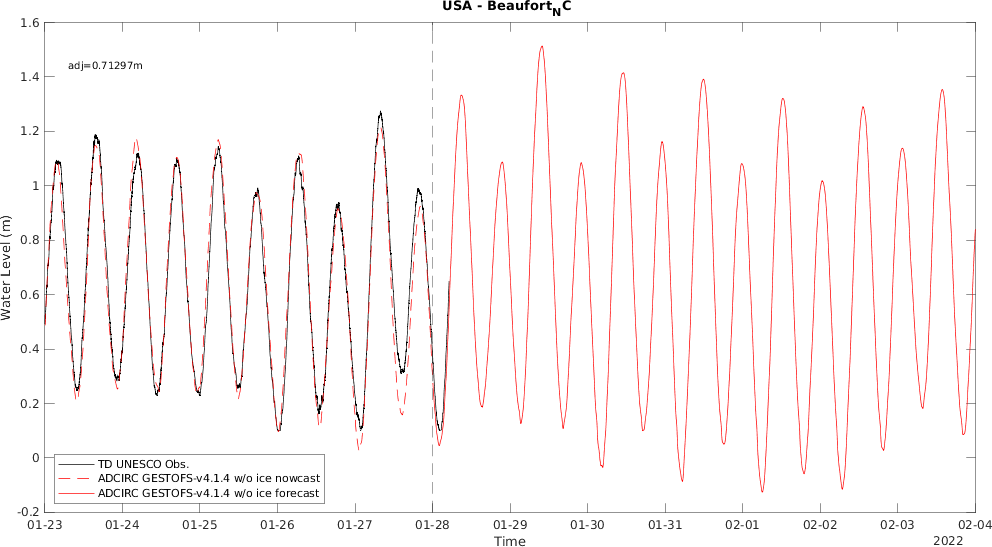 USA - Beaufort_NC
1.6
1.4
1.2
1
0.8
0.6
0.4
0.2
0
-0.2
Water Level (m)
adj=0.71297m
TD UNESCO Obs.
ADCIRC GESTOFS-v4.1.4 w/o ice nowcast
ADCIRC GESTOFS-v4.1.4 w/o ice forecast
01-23 01-24 01-25 01-26 01-27 01-28 01-29 01-30 01-31 02-01 02-02 02-03 02-04
Time
2022